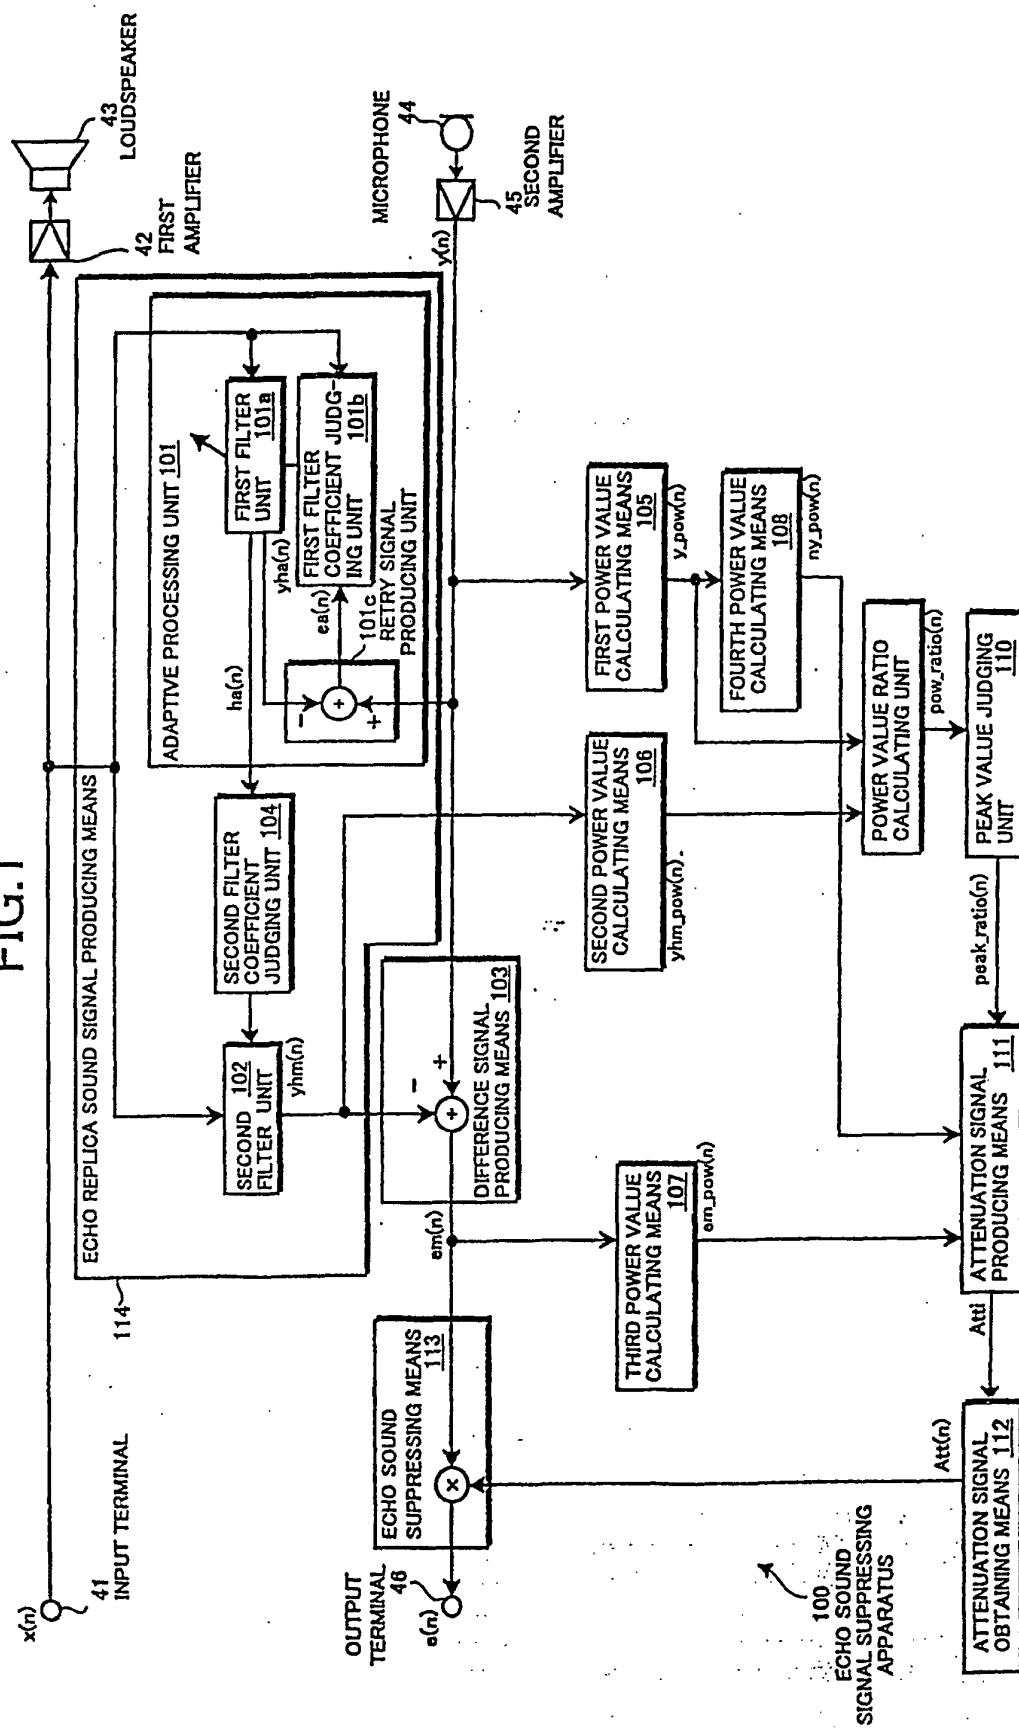 FIG.1
x(n)
41
INPUT TERMINAL
114
ECHO REPLICA SOUND SIGNAL PRODUCING MEANS
42
FIRST
AMPLIFIER
43
LOUDSPEAKER
ADAPTIVE PROCESSING UNIT 101
FIRST FILTER
UNIT 101a
yha(n)
FIRST FILTER
COEFFICIENT JUDG-
ING UNIT 101b
ea(n)
101c
RETRY SIGNAL
PRODUCING UNIT
-
+
+
ha(n)
SECOND FILTER
COEFFICIENT
JUDGING UNIT 104
SECOND 102
FILTER UNIT
yhm(n)
MICROPHONE
44
45
SECOND
AMPLIFIER
y(n)
DIFFERENCE SIGNAL
PRODUCING MEANS 103
-
+
+
em(n)
ECHO SOUND
SUPPRESSING MEANS
113
×
OUTPUT
TERMINAL
46
e(n)
FIRST POWER VALUE
CALCULATING MEANS
105
y_pow(n)
SECOND POWER VALUE
CALCULATING MEANS
106
yhm_pow(n).
THIRD POWER VALUE
CALCULATING MEANS
107
em_pow(n)
FOURTH POWER VALUE
CALCULATING MEANS
108
ny_pow(n)
POWER VALUE RATIO
CALCULATING UNIT
pow_ratio(n)
PEAK VALUE JUDGING
UNIT 110
peak_ratio(n)
ATTENUATION SIGNAL
PRODUCING MEANS 111
Atti
ATTENUATION SIGNAL
OBTAINING MEANS 112
Att(n)
100
ECHO SOUND
SIGNAL SUPPRESSING
APPARATUS